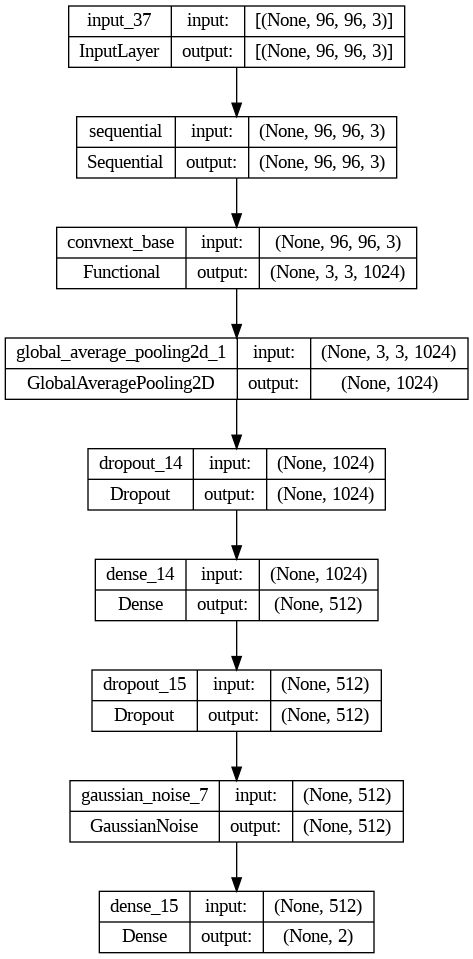 input_37 input: [(None, 96, 96, 3)]
InputLayer output: [(None, 96, 96, 3)]
sequential input: (None, 96, 96, 3)
Sequential output: (None, 96, 96, 3)
convnext_base input: (None, 96, 96, 3)
Functional output: (None, 3, 3, 1024)
global_average_pooling2d_1 input: (None, 3, 3, 1024)
GlobalAveragePooling2D output: (None, 1024)
dropout_14 input: (None, 1024)
Dropout output: (None, 1024)
dense_14 input: (None, 1024)
Dense output: (None, 512)
dropout_15 input: (None, 512)
Dropout output: (None, 512)
gaussian_noise_7 input: (None, 512)
GaussianNoise output: (None, 512)
dense_15 input: (None, 512)
Dense output: (None, 2)